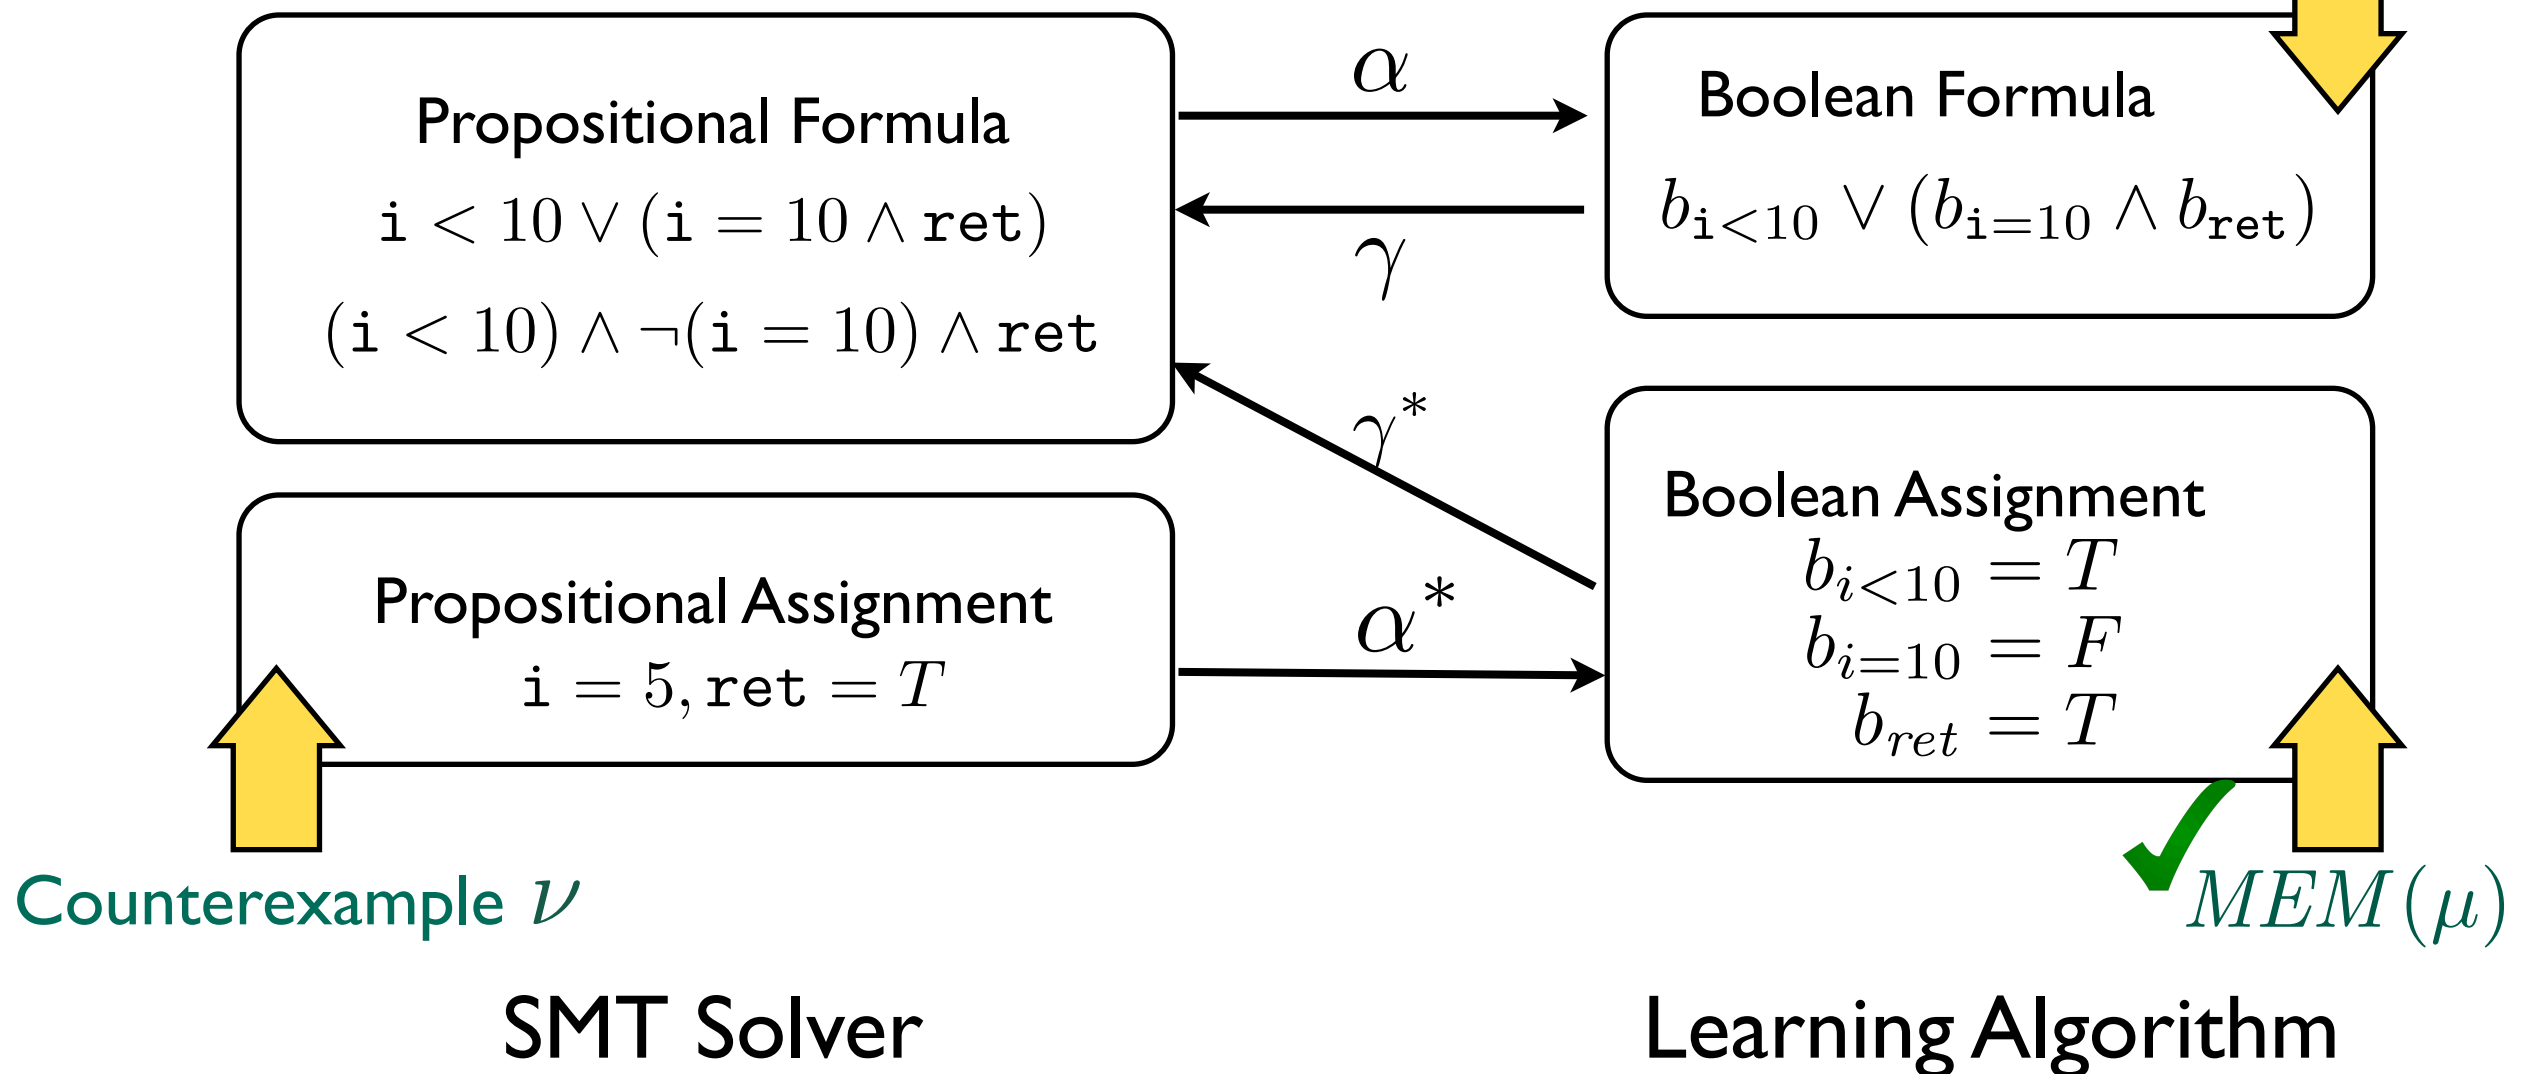 Propositional Formula
i < 10 ∨ (i = 10 ∧ ret)
(i < 10) ∧ ¬(i = 10) ∧ ret
α
γ
Boolean Formula
b_{i<10} ∨ (b_{i=10} ∧ b_{ret})
γ*
Propositional Assignment
i = 5, ret = T
α*
Boolean Assignment
b_{i<10} = T
b_{i=10} = F
b_{ret} = T
Counterexample ν
MEM(μ)
SMT Solver
Learning Algorithm